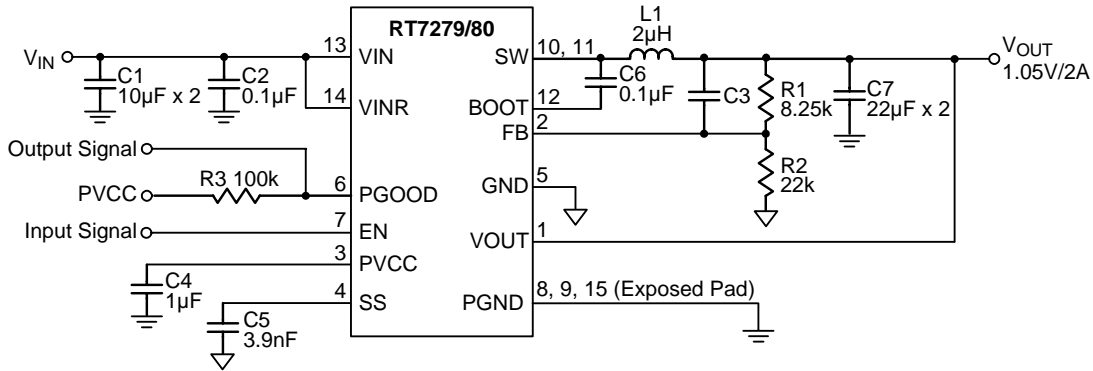 RT7279/80
VIN
13
VIN
C1
10µF x 2
C2
0.1µF
14
VINR
Output Signal
PVCC
R3 100k
6
PGOOD
Input Signal
7
EN
3
PVCC
C4
1µF
4
SS
C5
3.9nF
SW
10, 11
L1
2µH
C6
0.1µF
BOOT
12
FB
2
C3
R1
8.25k
C7
22µF x 2
VOUT
1.05V/2A
R2
22k
GND
5
VOUT
1
PGND
8, 9, 15 (Exposed Pad)